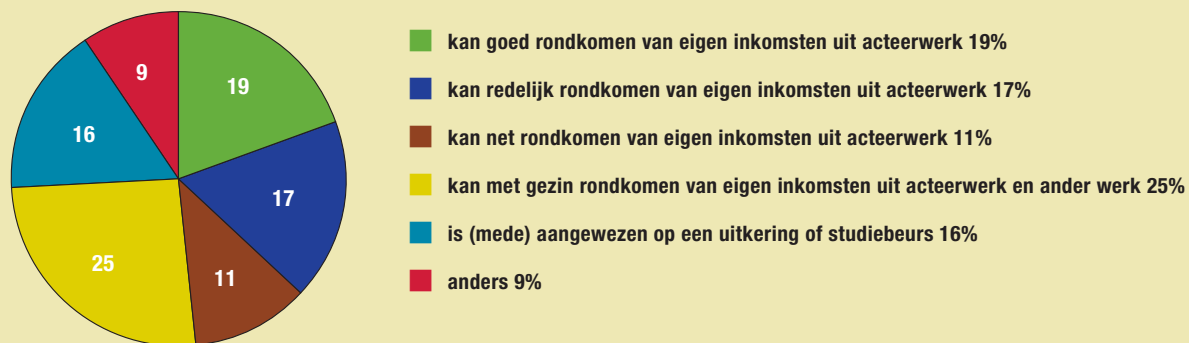 9
19
16
17
25
11
kan goed rondkomen van eigen inkomsten uit acteerwerk 19%
kan redelijk rondkomen van eigen inkomsten uit acteerwerk 17%
kan net rondkomen van eigen inkomsten uit acteerwerk 11%
kan met gezin rondkomen van eigen inkomsten uit acteerwerk en ander werk 25%
is (mede) aangewezen op een uitkering of studiebeurs 16%
anders 9%